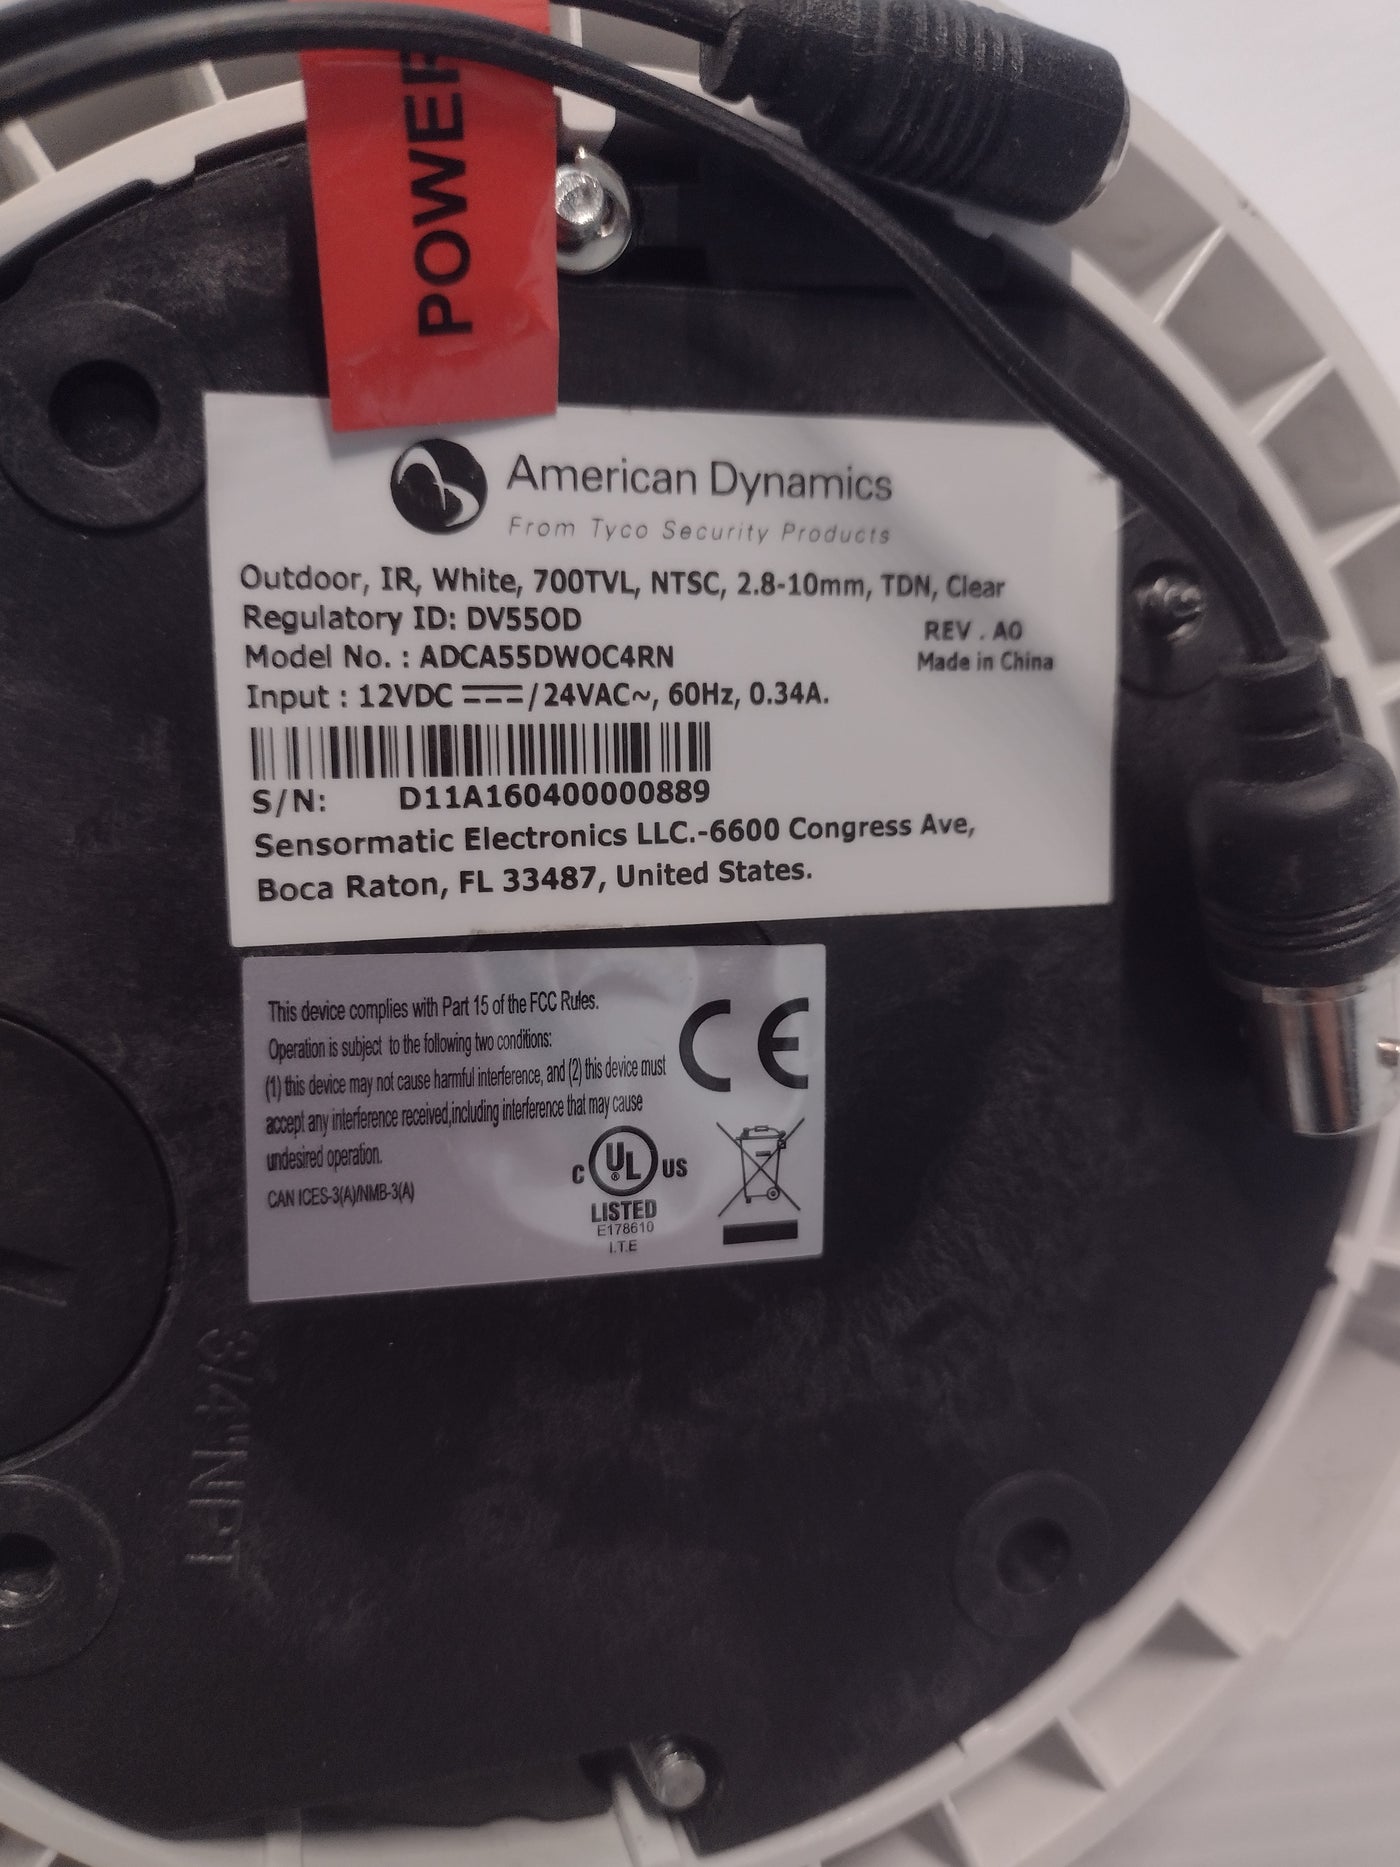 POWER
American Dynamics
From Tyco Security Products
Outdoor, IR, White, 700TVL, NTSC, 2.8-10mm, TDN, Clear
Regulatory ID: DV55OD
REV . A0
Model No. : ADCA55DWOC4RN
Made in China
Input : 12VDC ⎓/24VAC~, 60Hz, 0.34A.
S/N: D11A160400000889
Sensormatic Electronics LLC.-6600 Congress Ave,
Boca Raton, FL 33487, United States.
This device complies with Part 15 of the FCC Rules.
Operation is subject to the following two conditions:
(1) this device may not cause harmful interference, and (2) this device must
accept any interference received,including interference that may cause
undesired operation.
CAN ICES-3(A)/NMB-3(A)
CE
C UL ® US
LISTED
E178610
I.T.E
3/4"NPT